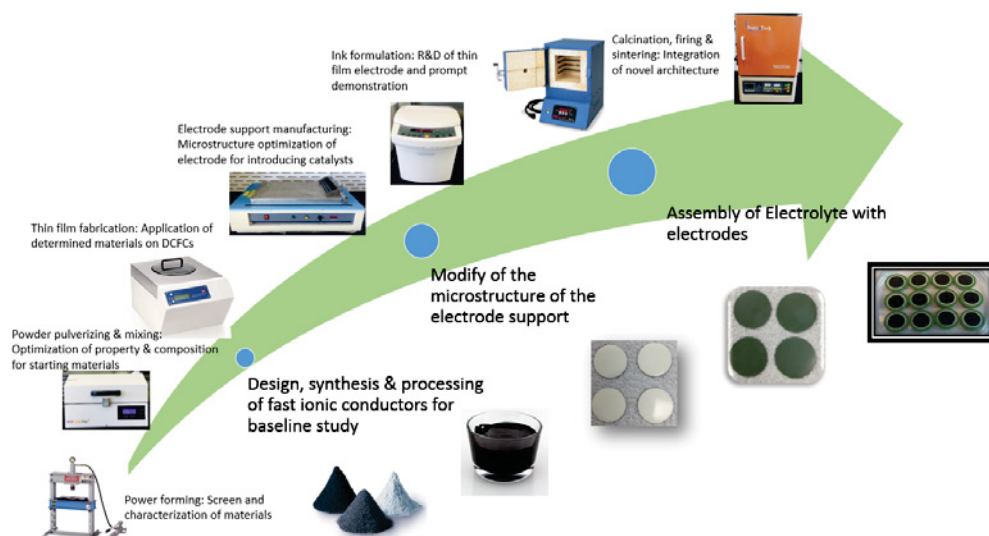 Calcination, firing &
sintering: Integration
of novel architecture
Ink formulation: R&D of thin
film electrode and prompt
demonstration
Electrode support manufacturing:
Microstructure optimization of
electrode for introducing catalysts
Thin film fabrication: Application of
determined materials on DCFCs
Powder pulverizing & mixing:
Optimization of property & composition
for starting materials
Power forming: Screen and
characterization of materials
Design, synthesis & processing
of fast ionic conductors for
baseline study
Modify of the
microstructure of the
electrode support
Assembly of Electrolyte with
electrodes